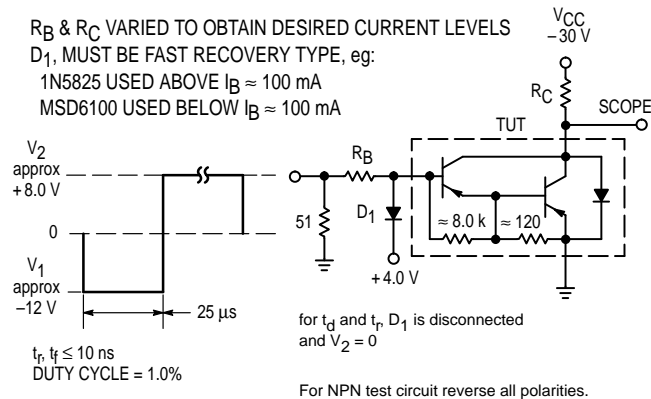 R_B & R_C VARIED TO OBTAIN DESIRED CURRENT LEVELS
D_1, MUST BE FAST RECOVERY TYPE, eg:
1N5825 USED ABOVE I_B ≈ 100 mA
MSD6100 USED BELOW I_B ≈ 100 mA
V_CC
– 30 V
R_C
SCOPE
TUT
V_2
approx
+ 8.0 V
0
V_1
approx
–12 V
25 µs
t_r, t_f ≤ 10 ns
DUTY CYCLE = 1.0%
R_B
51
D_1
+ 4.0 V
≈ 8.0 k
≈ 120
for t_d and t_r, D_1 is disconnected
and V_2 = 0
For NPN test circuit reverse all polarities.